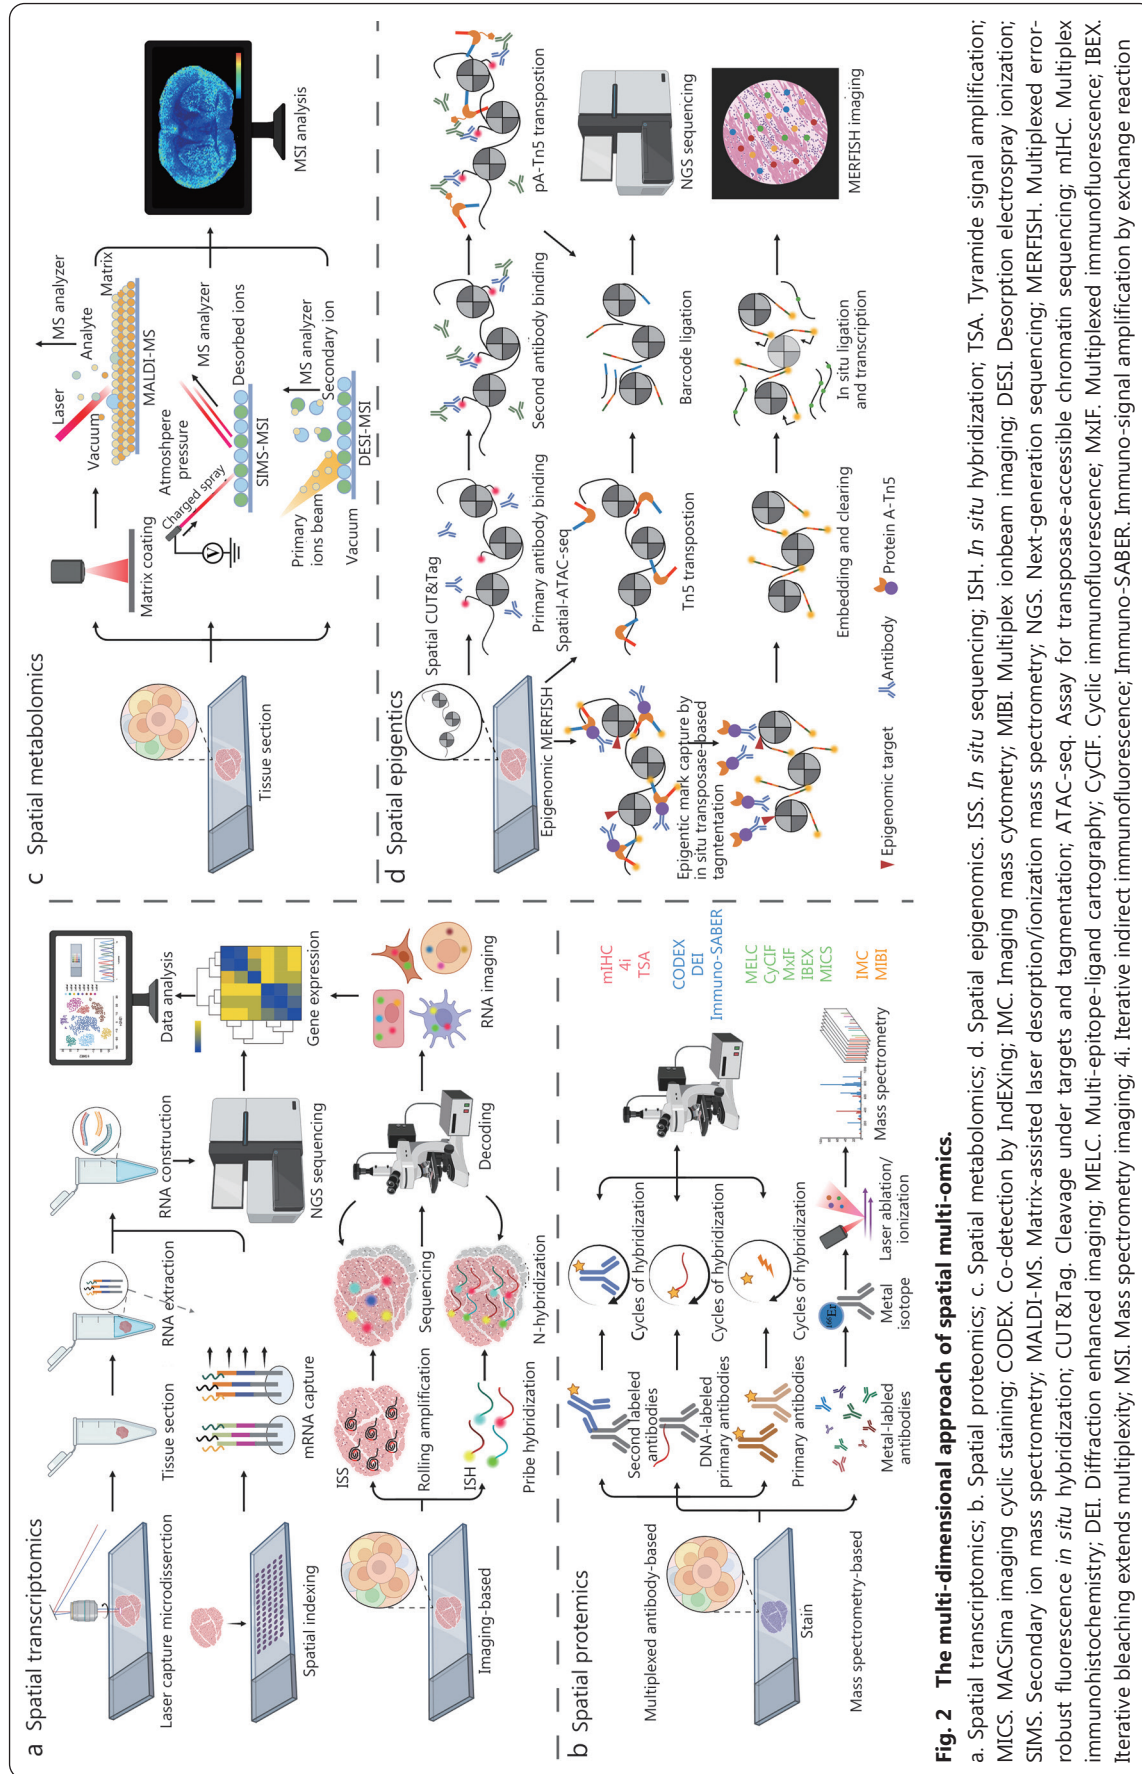 a Spatial transcriptomics
Laser capture microdisserction
Tissue section
RNA extraction
RNA construction
Data analysis
Spatial indexing
mRNA capture
NGS sequencing
Gene expression
Imaging-based
ISS
Rolling amplification
Sequencing
ISH
Pribe hybridization
N-hybridization
Decoding
RNA imaging
b Spatial protemics
Multiplexed antibody-based
Stain
Mass spectrometry-based
Second labeled
antibodies
Cycles of hybridization
DNA-labeled
primary antibodies
Cycles of hybridization
Primary antibodies
Cycles of hybridization
Metal-labled
antibodies
166Er
Metal
isotope
Laser ablation/
ionization
Mass spectrometry
mIHC
4i
TSA
CODEX
DEI
Immuno-SABER
MELC
CyCIF
MxIF
IBEX
MICS
IMC
MIBI
c Spatial metabolomics
Tissue section
Matrix coating
Laser
Vacuum
Analyte
Matrix
MS analyzer
MALDI-MS
V
Charged spray
Atmoshpere
pressure
MS analyzer
Desorbed ions
SIMS-MSI
Primary
ions beam
Vacuum
MS analyzer
Secondary ion
DESI-MSI
MSI analysis
d Spatial epigentics
Spatial CUT&Tag
Primary antibody binding
Second antibody binding
pA-Tn5 transpostion
Spatial-ATAC-seq
Tn5 transpostion
Barcode ligation
NGS sequencing
Epigenomic MERFISH
Epigentic mark capture by
in situ transposase-based
tagntentation
Embedding and clearing
In situ ligation
and transcription
MERFISH imaging
Epigenomic target
Antibody
Protein A-Tn5
Fig. 2 The multi-dimensional approach of spatial multi-omics.
a. Spatial transcriptomics; b. Spatial proteomics; c. Spatial metabolomics; d. Spatial epigenomics. ISS. In situ sequencing; ISH. In situ hybridization; TSA. Tyramide signal amplification;
MICS. MACSima imaging cyclic staining; CODEX. Co-detection by IndEXing; IMC. Imaging mass cytometry; MIBI. Multiplex ionbeam imaging; DESI. Desorption electrospray ionization;
SIMS. Secondary ion mass spectrometry; MALDI-MS. Matrix-assisted laser desorption/ionization mass spectrometry; NGS. Next-generation sequencing; MERFISH. Multiplexed error-
robust fluorescence in situ hybridization; CUT&Tag. Cleavage under targets and tagmentation; ATAC-seq. Assay for transposase-accessible chromatin sequencing; mIHC. Multiplex
immunohistochemistry; DEI. Diffraction enhanced imaging; MELC. Multi-epitope-ligand cartography; CyCIF. Cyclic immunofluorescence; MxIF. Multiplexed immunofluorescence; IBEX.
Iterative bleaching extends multiplexity; MSI. Mass spectrometry imaging; 4i. Iterative indirect immunofluorescence; Immuno-SABER. Immuno-signal amplification by exchange reaction